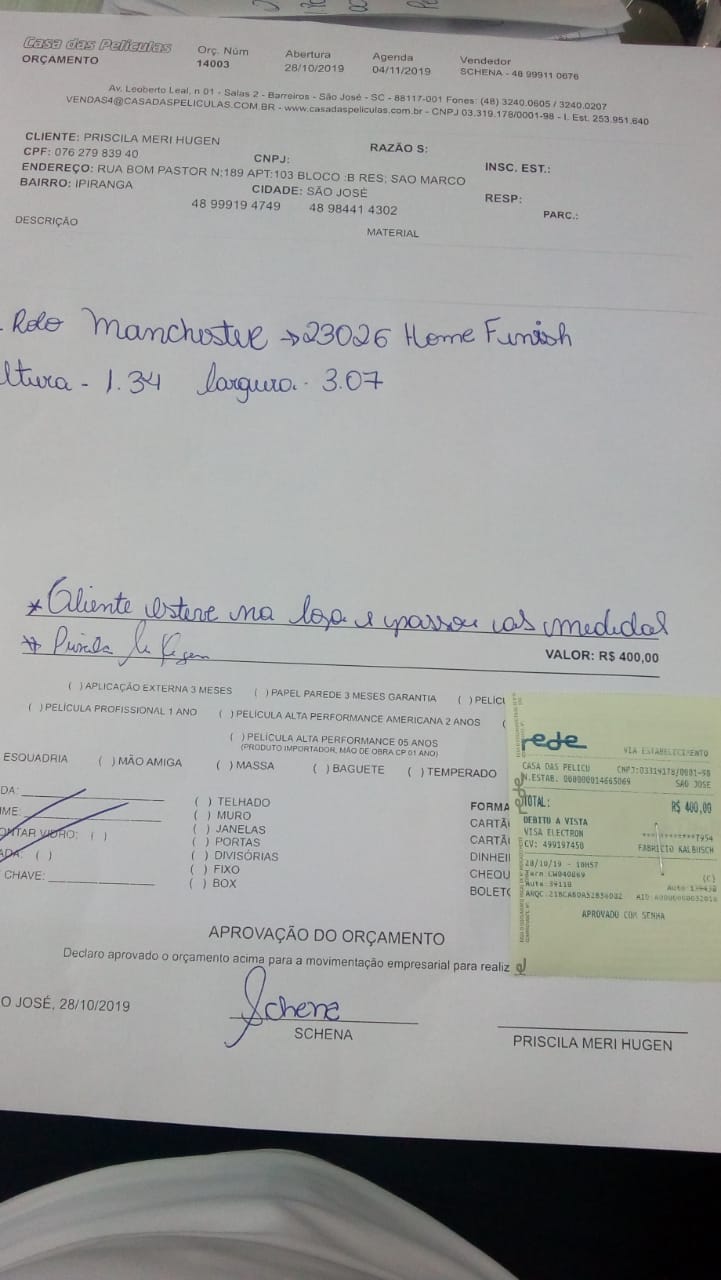 Casa das Películas
ORÇAMENTO
Orç. Núm
14003
Abertura
28/10/2019
Agenda
04/11/2019
Vendedor
SCHENA - 48 99911 0676
Av. Leoberto Leal, n 01 - Salas 2 - Barreiros - São José - SC - 88117-001 Fones: (48) 3240.0605 / 3240.0207
VENDAS4@CASADASPELICULAS.COM.BR - www.casadaspeliculas.com.br - CNPJ 03.319.178/0001-98 - I. Est. 253.951.640
CLIENTE: PRISCILA MERI HUGEN
RAZÃO S:
CPF: 076 279 839 40
CNPJ:
INSC. EST.:
ENDEREÇO: RUA BOM PASTOR N:189 APT:103 BLOCO :B RES; SAO MARCO
BAIRRO: IPIRANGA
CIDADE: SÃO JOSÉ
RESP:
48 99919 4749 48 98441 4302
PARC.:
DESCRIÇÃO
MATERIAL
Rolo Manchester → 23026 Home Funish
ltura - 1.34 largura - 3.07
* Cliente esteve na loja e passou as medidas
VALOR: R$ 400,00
( ) APLICAÇÃO EXTERNA 3 MESES ( ) PAPEL PAREDE 3 MESES GARANTIA ( ) PELÍCU
( ) PELÍCULA PROFISSIONAL 1 ANO ( ) PELÍCULA ALTA PERFORMANCE AMERICANA 2 ANOS (
( ) PELÍCULA ALTA PERFORMANCE 05 ANOS
(PRODUTO IMPORTADOR, MÃO DE OBRA CP 01 ANO)
ESQUADRIA ( ) MÃO AMIGA ( ) MASSA ( ) BAGUETE ( ) TEMPERADO
DA:
IME:
ONTAR VIDRO: ( )
ADA: ( )
CHAVE:
( ) TELHADO
( ) MURO
( ) JANELAS
( ) PORTAS
( ) DIVISÓRIAS
( ) FIXO
( ) BOX
FORMA
CARTÃ
CARTÃ
DINHEI
CHEQU
BOLETO
rede
VIA ESTABELECIMENTO
CASA DAS PELICU CNPJ:03319178/0001-98
N.ESTAB. 000000014665069 SAO JOSE
TOTAL: R$ 400,00
DEBITO A VISTA
VISA ELECTRON ************7954
CV: 499197450 FABRICIO KALBUSCH
28/10/19 - 10H57
(C)
APROVADO COM SENHA
APROVAÇÃO DO ORÇAMENTO
Declaro aprovado o orçamento acima para a movimentação empresarial para realiz
O JOSÉ, 28/10/2019
Schena
SCHENA
PRISCILA MERI HUGEN